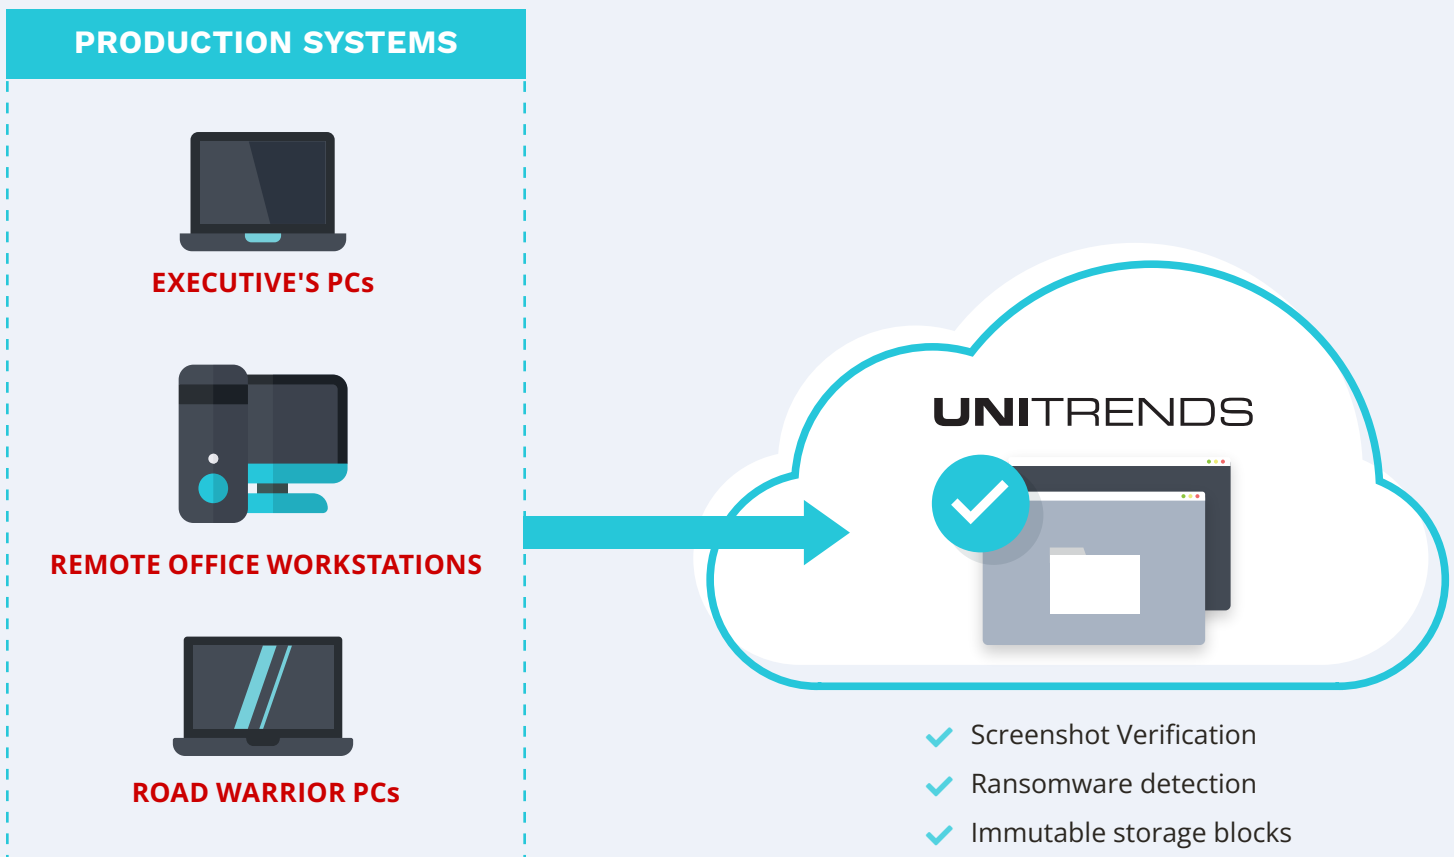 PRODUCTION SYSTEMS
EXECUTIVE'S PCs
REMOTE OFFICE WORKSTATIONS
ROAD WARRIOR PCs
UNITRENDS
Screenshot Verification
Ransomware detection
Immutable storage blocks